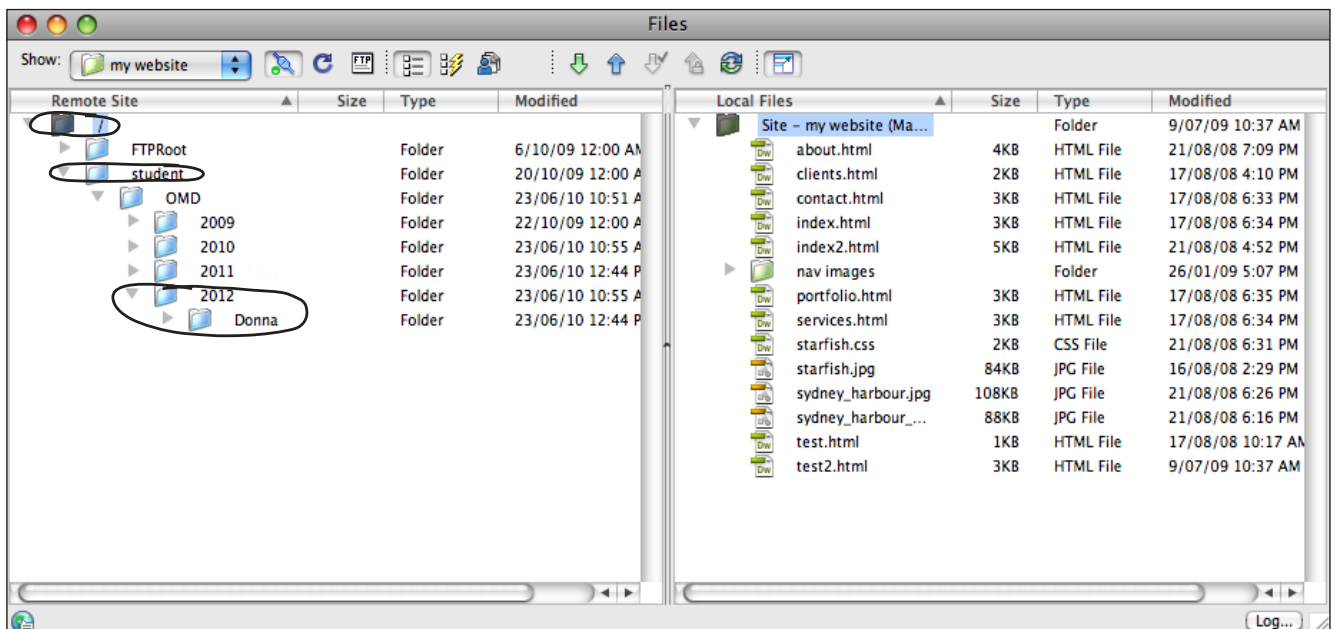 Files
Show: my website FTP
Remote Site Size Type Modified
/
FTPRoot Folder 6/10/09 12:00 AM
student Folder 20/10/09 12:00 A
OMD Folder 23/06/10 10:51 A
2009 Folder 22/10/09 12:00 A
2010 Folder 23/06/10 10:55 A
2011 Folder 23/06/10 12:44 P
2012 Folder 23/06/10 10:55 A
Donna Folder 23/06/10 12:44 P
Local Files Size Type Modified
Site – my website (Ma... Folder 9/07/09 10:37 AM
Dw about.html 4KB HTML File 21/08/08 7:09 PM
Dw clients.html 2KB HTML File 17/08/08 4:10 PM
Dw contact.html 3KB HTML File 17/08/08 6:33 PM
Dw index.html 3KB HTML File 17/08/08 6:34 PM
Dw index2.html 5KB HTML File 21/08/08 4:52 PM
nav images Folder 26/01/09 5:07 PM
Dw portfolio.html 3KB HTML File 17/08/08 6:35 PM
Dw services.html 3KB HTML File 17/08/08 6:34 PM
Dw starfish.css 2KB CSS File 21/08/08 6:31 PM
starfish.jpg 84KB JPG File 16/08/08 2:29 PM
sydney_harbour.jpg 108KB JPG File 21/08/08 6:26 PM
sydney_harbour_... 88KB JPG File 21/08/08 6:16 PM
Dw test.html 1KB HTML File 17/08/08 10:17 AM
Dw test2.html 3KB HTML File 9/07/09 10:37 AM
Log...